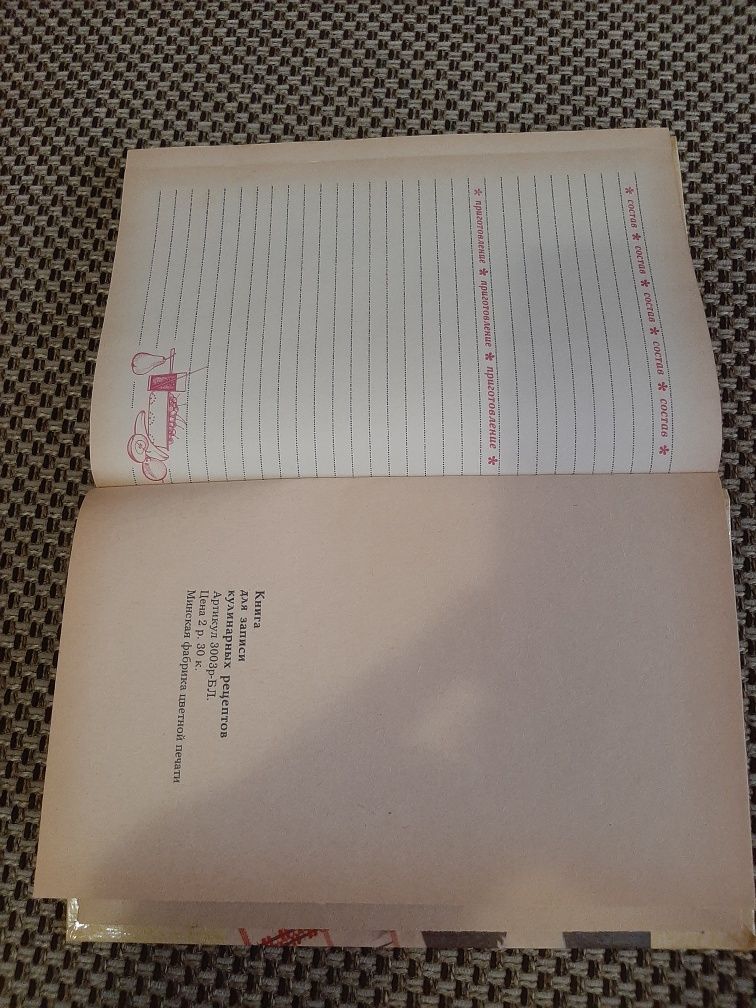 * состав * состав * состав * состав * состав *
* приготовление * приготовление * приготовление *
Книга
для записи
кулинарных рецептов
Артикул 3003р-БЛ.
Цена 2 р. 30 к.
Минская фабрика цветной печати